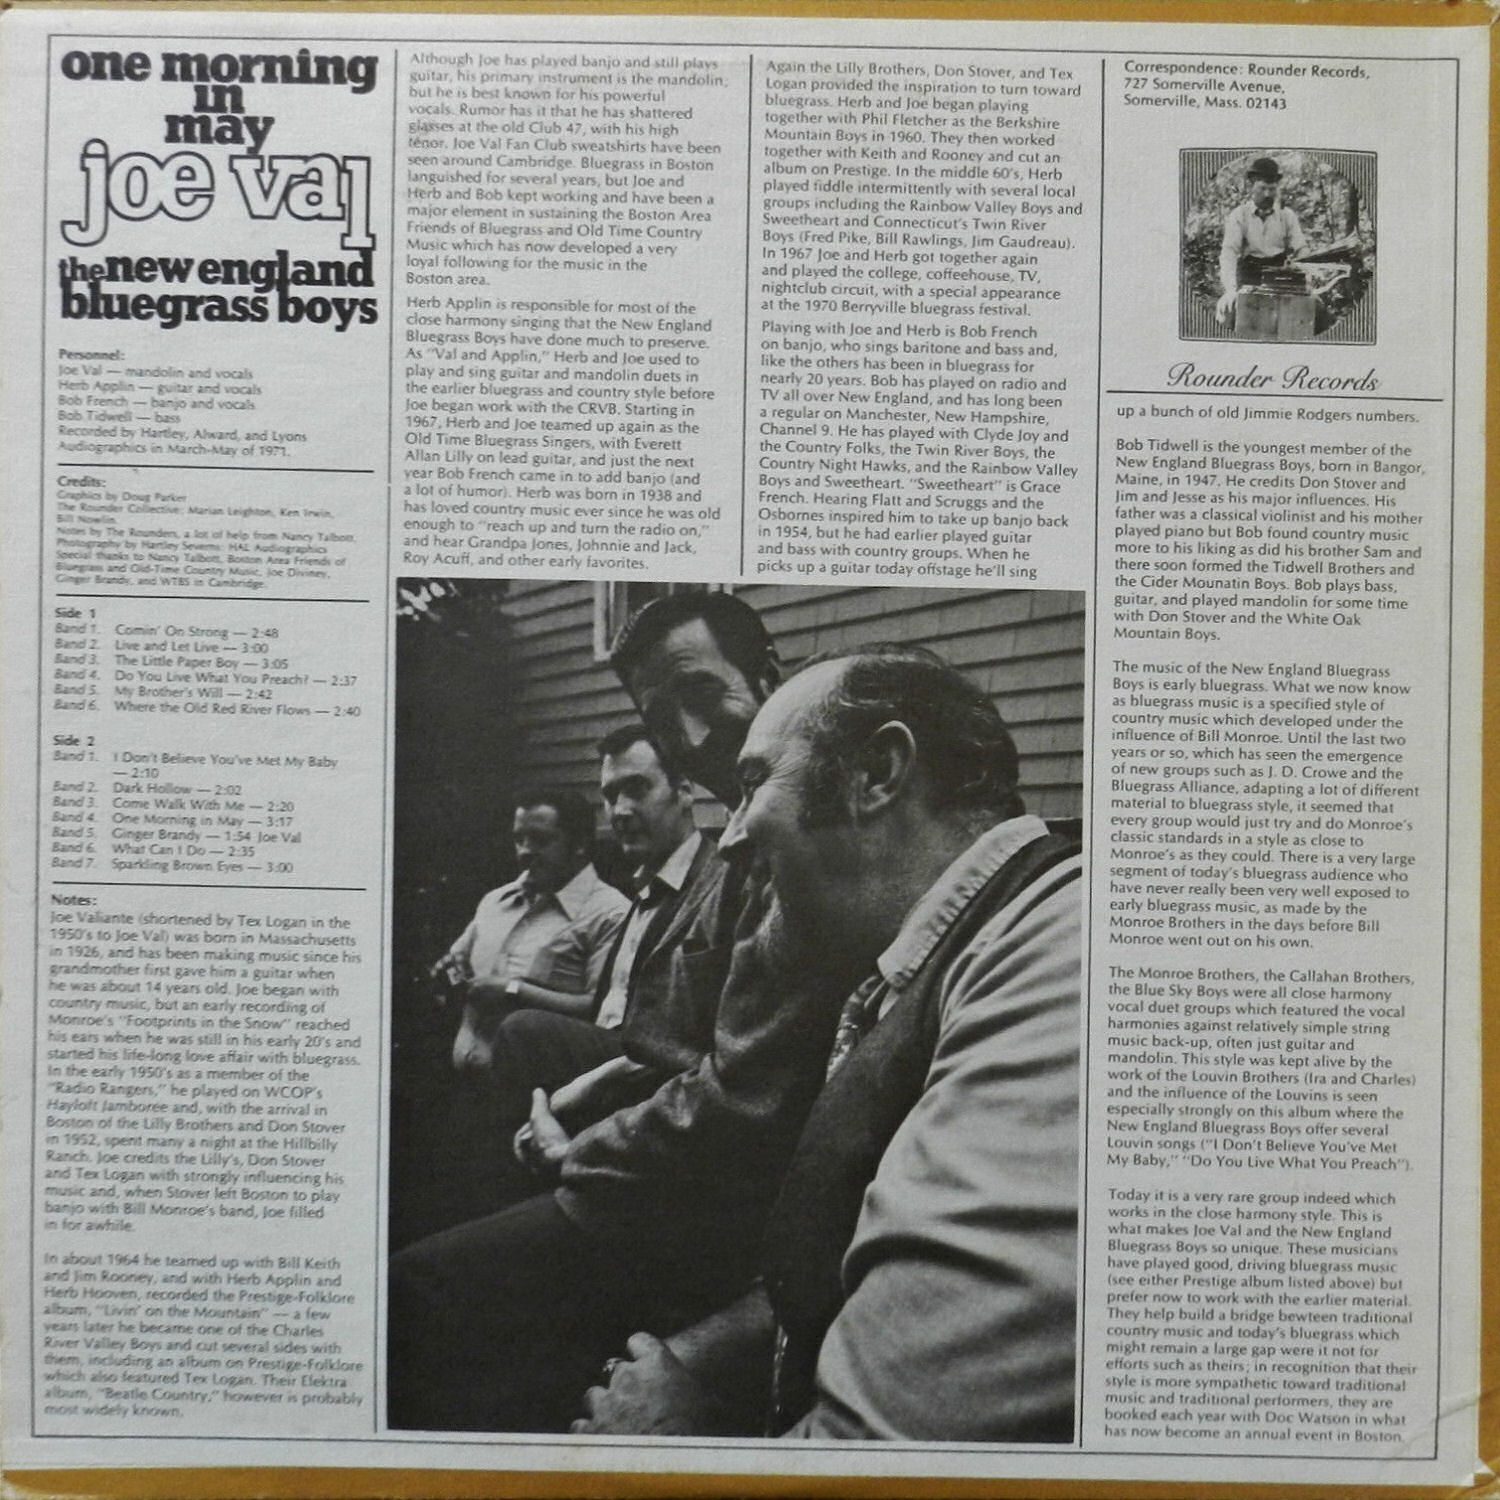 one morning
in
may
joe val
the new england
bluegrass boys
Personnel:
Joe Val — mandolin and vocals
Herb Applin — guitar and vocals
Bob French — banjo and vocals
Bob Tidwell — bass
Recorded by Hartley, Alward, and Lyons
Audiographics in March-May of 1971.
Credits:
Graphics by Doug Parker
The Rounder Collective: Marian Leighton, Ken Irwin,
Bill Nowlin.
Notes by The Rounders, a lot of help from Nancy Talbott.
Photography by Hartley Severns: HAL Audiographics
Special thanks to Nancy Talbott, Boston Area Friends of
Bluegrass and Old-Time Country Music, Joe Diviney,
Ginger Brandy, and WTBS in Cambridge.
Side 1
Band 1. Comin' On Strong — 2:48
Band 2. Live and Let Live — 3:00
Band 3. The Little Paper Boy — 3:05
Band 4. Do You Live What You Preach? — 2:37
Band 5. My Brother's Will — 2:42
Band 6. Where the Old Red River Flows — 2:40
Side 2
Band 1. I Don't Believe You've Met My Baby
— 2:10
Band 2. Dark Hollow — 2:02
Band 3. Come Walk With Me — 2:20
Band 4. One Morning in May — 3:17
Band 5. Ginger Brandy — 1:54 Joe Val
Band 6. What Can I Do — 2:35
Band 7. Sparkling Brown Eyes — 3:00
Notes:
Joe Valiante (shortened by Tex Logan in the
1950's to Joe Val) was born in Massachusetts
in 1926, and has been making music since his
grandmother first gave him a guitar when
he was about 14 years old. Joe began with
country music, but an early recording of
Monroe's "Footprints in the Snow" reached
his ears when he was still in his early 20's and
started his life-long love affair with bluegrass.
In the early 1950's as a member of the
"Radio Rangers," he played on WCOP's
Hayloft Jamboree and, with the arrival in
Boston of the Lilly Brothers and Don Stover
in 1952, spent many a night at the Hillbilly
Ranch. Joe credits the Lilly's, Don Stover
and Tex Logan with strongly influencing his
music and, when Stover left Boston to play
banjo with Bill Monroe's band, Joe filled
in for awhile.
In about 1964 he teamed up with Bill Keith
and Jim Rooney, and with Herb Applin and
Herb Hooven, recorded the Prestige-Folklore
album, "Livin' on the Mountain" — a few
years later he became one of the Charles
River Valley Boys and cut several sides with
them, including an album on Prestige-Folklore
which also featured Tex Logan. Their Elektra
album, "Beatle Country," however is probably
most widely known.
Although Joe has played banjo and still plays
guitar, his primary instrument is the mandolin;
but he is best known for his powerful
vocals. Rumor has it that he has shattered
glasses at the old Club 47, with his high
tenor. Joe Val Fan Club sweatshirts have been
seen around Cambridge. Bluegrass in Boston
languished for several years, but Joe and
Herb and Bob kept working and have been a
major element in sustaining the Boston Area
Friends of Bluegrass and Old Time Country
Music which has now developed a very
loyal following for the music in the
Boston area.
Herb Applin is responsible for most of the
close harmony singing that the New England
Bluegrass Boys have done much to preserve.
As "Val and Applin," Herb and Joe used to
play and sing guitar and mandolin duets in
the earlier bluegrass and country style before
Joe began work with the CRVB. Starting in
1967, Herb and Joe teamed up again as the
Old Time Bluegrass Singers, with Everett
Allan Lilly on lead guitar, and just the next
year Bob French came in to add banjo (and
a lot of humor). Herb was born in 1938 and
has loved country music ever since he was old
enough to "reach up and turn the radio on,"
and hear Grandpa Jones, Johnnie and Jack,
Roy Acuff, and other early favorites.
Again the Lilly Brothers, Don Stover, and Tex
Logan provided the inspiration to turn toward
bluegrass. Herb and Joe began playing
together with Phil Fletcher as the Berkshire
Mountain Boys in 1960. They then worked
together with Keith and Rooney and cut an
album on Prestige. In the middle 60's, Herb
played fiddle intermittently with several local
groups including the Rainbow Valley Boys and
Sweetheart and Connecticut's Twin River
Boys (Fred Pike, Bill Rawlings, Jim Gaudreau).
In 1967 Joe and Herb got together again
and played the college, coffeehouse, TV,
nightclub circuit, with a special appearance
at the 1970 Berryville bluegrass festival.
Playing with Joe and Herb is Bob French
on banjo, who sings baritone and bass and,
like the others has been in bluegrass for
nearly 20 years. Bob has played on radio and
TV all over New England, and has long been
a regular on Manchester, New Hampshire,
Channel 9. He has played with Clyde Joy and
the Country Folks, the Twin River Boys, the
Country Night Hawks, and the Rainbow Valley
Boys and Sweetheart. "Sweetheart" is Grace
French. Hearing Flatt and Scruggs and the
Osbornes inspired him to take up banjo back
in 1954, but he had earlier played guitar
and bass with country groups. When he
picks up a guitar today offstage he'll sing
Correspondence: Rounder Records,
727 Somerville Avenue,
Somerville, Mass. 02143
Rounder Records
up a bunch of old Jimmie Rodgers numbers.
Bob Tidwell is the youngest member of the
New England Bluegrass Boys, born in Bangor,
Maine, in 1947. He credits Don Stover and
Jim and Jesse as his major influences. His
father was a classical violinist and his mother
played piano but Bob found country music
more to his liking as did his brother Sam and
there soon formed the Tidwell Brothers and
the Cider Mounatin Boys. Bob plays bass,
guitar, and played mandolin for some time
with Don Stover and the White Oak
Mountain Boys.
The music of the New England Bluegrass
Boys is early bluegrass. What we now know
as bluegrass music is a specified style of
country music which developed under the
influence of Bill Monroe. Until the last two
years or so, which has seen the emergence
of new groups such as J. D. Crowe and the
Bluegrass Alliance, adapting a lot of different
material to bluegrass style, it seemed that
every group would just try and do Monroe's
classic standards in a style as close to
Monroe's as they could. There is a very large
segment of today's bluegrass audience who
have never really been very well exposed to
early bluegrass music, as made by the
Monroe Brothers in the days before Bill
Monroe went out on his own.
The Monroe Brothers, the Callahan Brothers,
the Blue Sky Boys were all close harmony
vocal duet groups which featured the vocal
harmonies against relatively simple string
music back-up, often just guitar and
mandolin. This style was kept alive by the
work of the Louvin Brothers (Ira and Charles)
and the influence of the Louvins is seen
especially strongly on this album where the
New England Bluegrass Boys offer several
Louvin songs ("I Don't Believe You've Met
My Baby," "Do You Live What You Preach").
Today it is a very rare group indeed which
works in the close harmony style. This is
what makes Joe Val and the New England
Bluegrass Boys so unique. These musicians
have played good, driving bluegrass music
(see either Prestige album listed above) but
prefer now to work with the earlier material.
They help build a bridge bewteen traditional
country music and today's bluegrass which
might remain a large gap were it not for
efforts such as theirs; in recognition that their
style is more sympathetic toward traditional
music and traditional performers, they are
booked each year with Doc Watson in what
has now become an annual event in Boston.